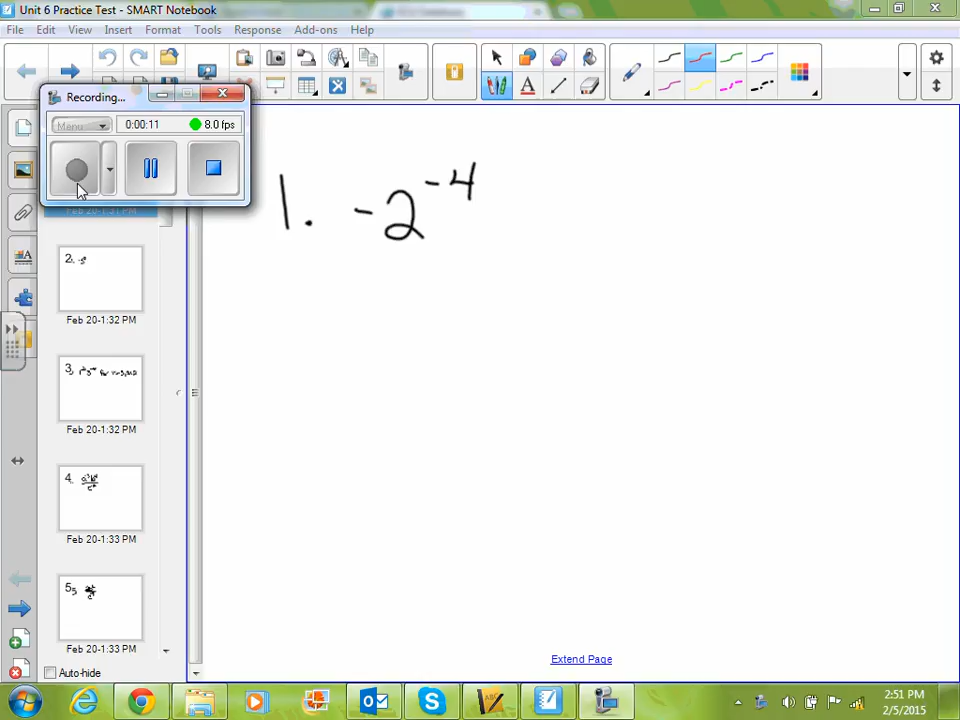 Unit 6 Practice Test - SMART Notebook
File Edit View Insert Format Tools Response Add-ons Help
Recording...
Menu 0:00:11 8.0 fps
1. -2^-4
2.
Feb 20-1:32 PM
3.
Feb 20-1:32 PM
4.
Feb 20-1:33 PM
5.
Feb 20-1:33 PM
Extend Page
Auto-hide
2:51 PM
2/5/2015